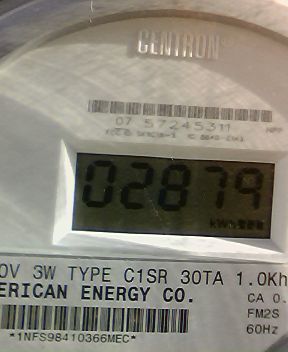 CENTRON
07 57245311
02879
0V 3W TYPE C1SR 30TA 1.0Kh
ERICAN ENERGY CO.
CA 0.
FM2S
60Hz
*1NFS98410366MEC*